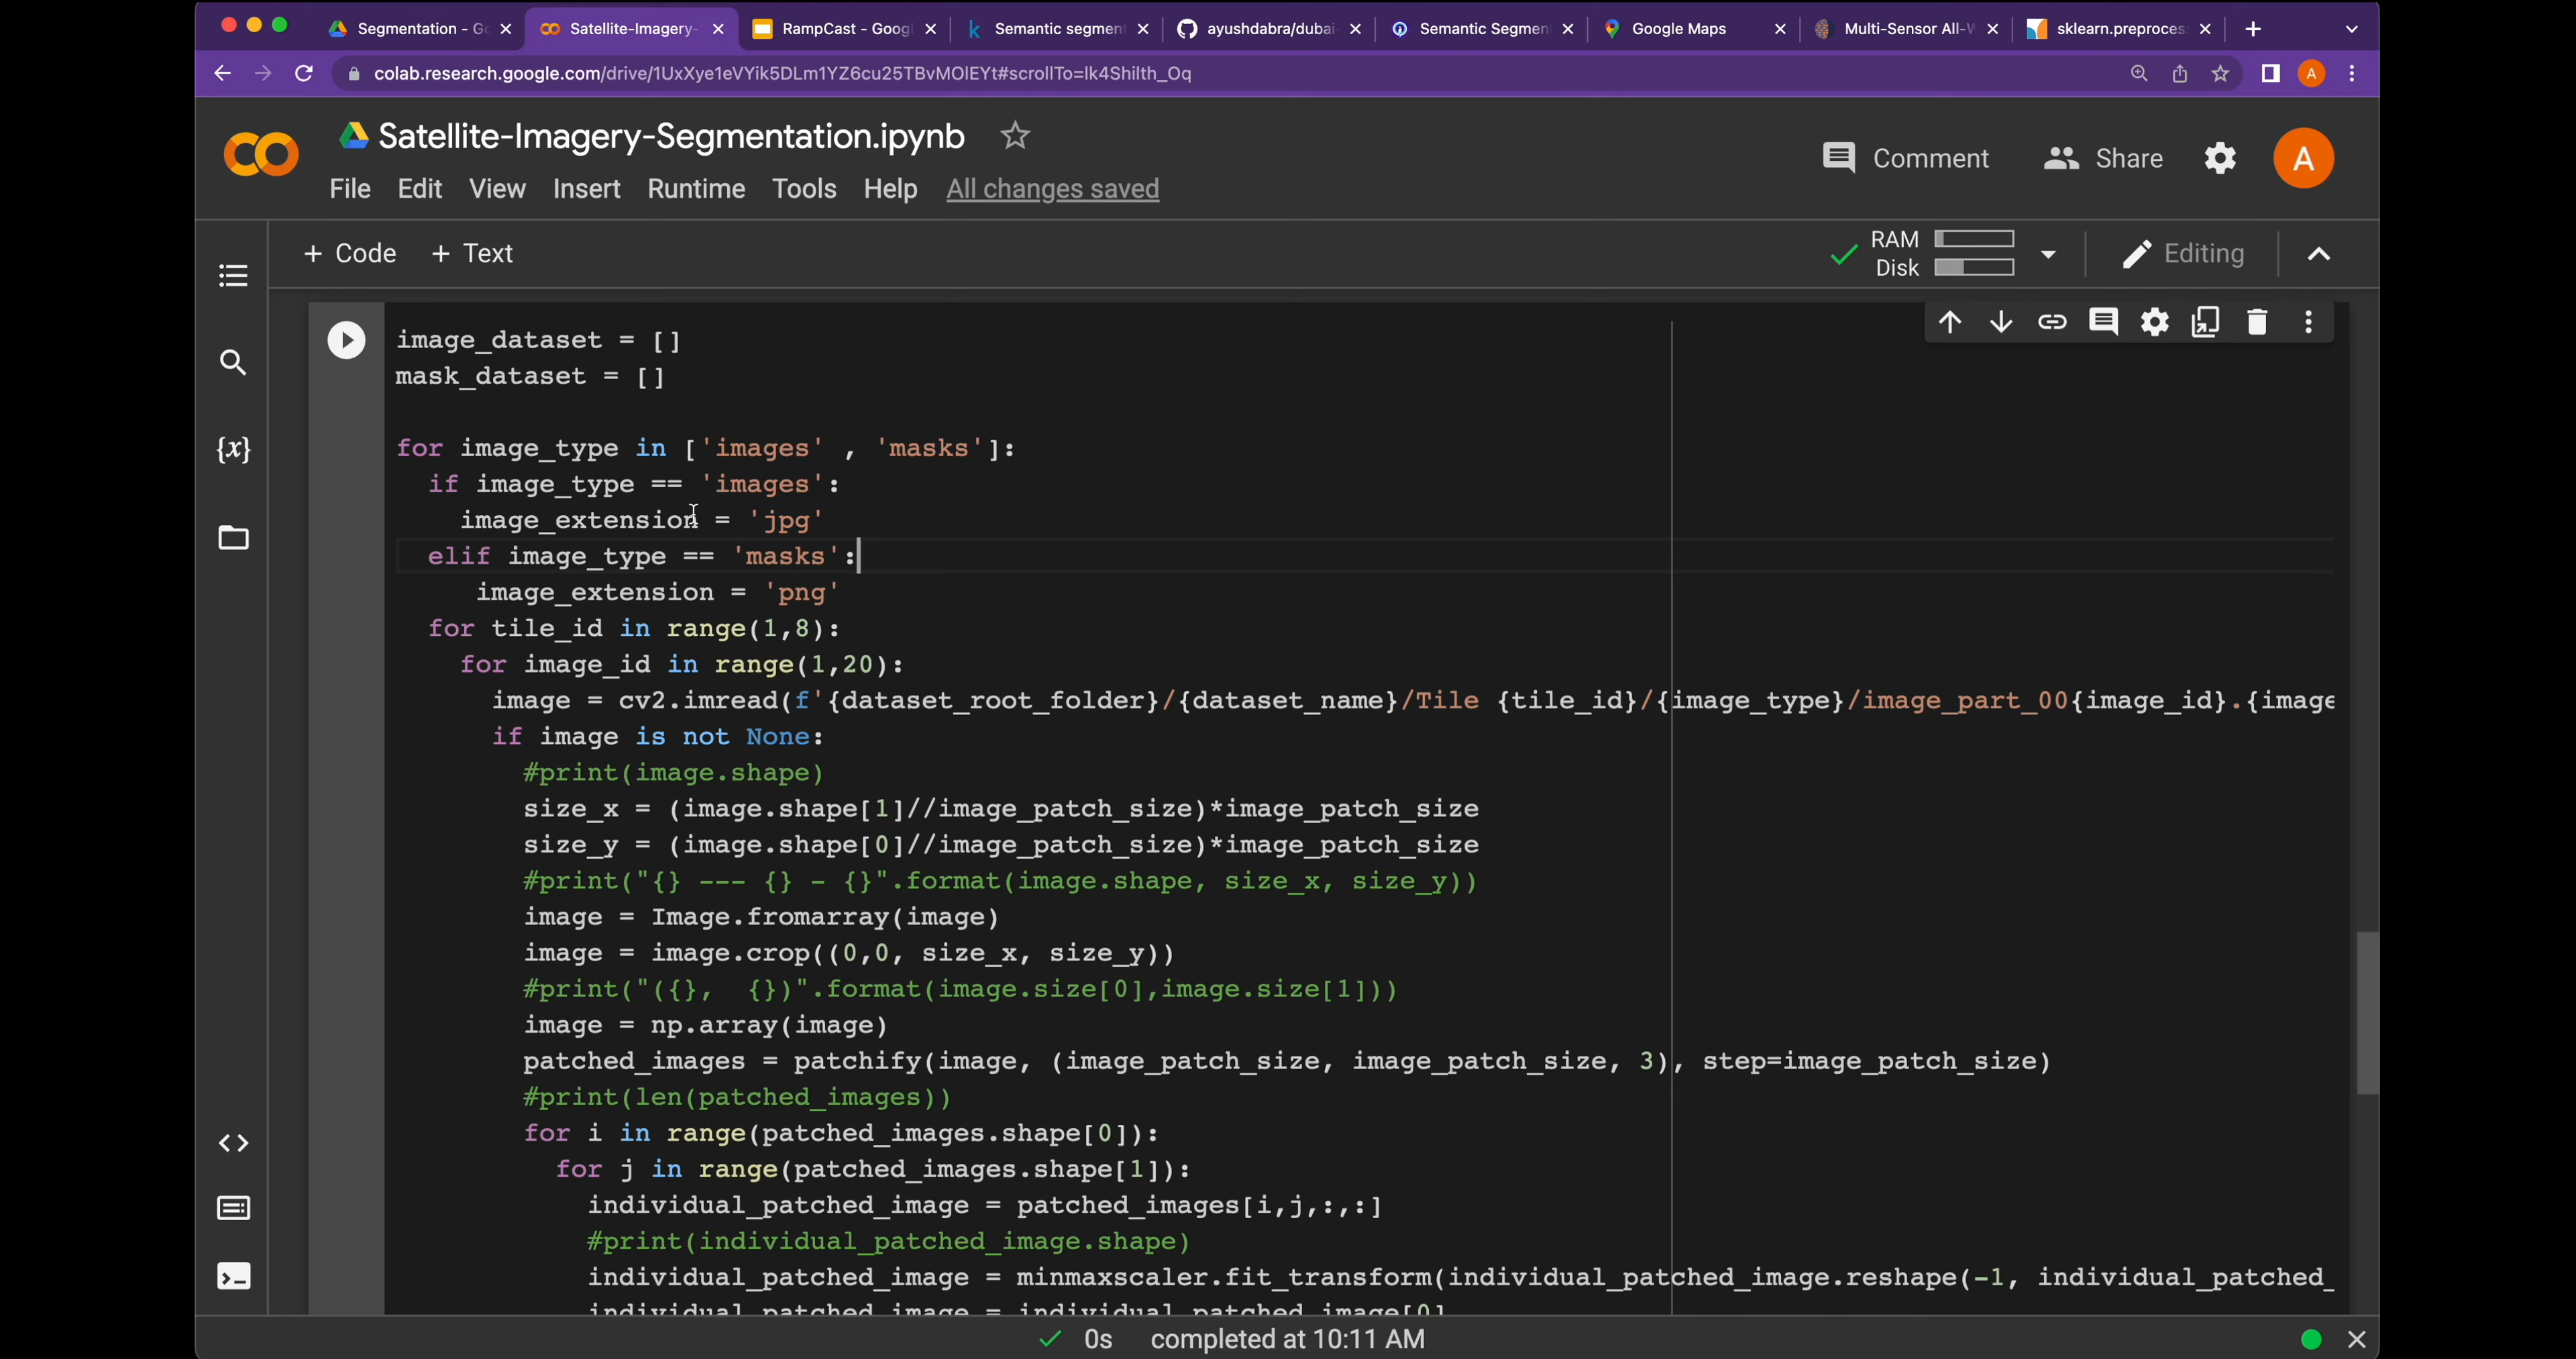 Segmentation - Go
Satellite-Imagery-
RampCast - Googl
Semantic segment
ayushdabra/dubai-
Semantic Segmen
Google Maps
Multi-Sensor All-W
sklearn.preproces
colab.research.google.com/drive/1UxXye1eVYik5DLm1YZ6cu25TBvMOlEYt#scrollTo=lk4Shilth_Oq
A
Satellite-Imagery-Segmentation.ipynb
Comment
Share
A
File Edit View Insert Runtime Tools Help All changes saved
+ Code + Text
RAM
Disk
Editing
{x}
image_dataset = []
mask_dataset = []
for image_type in ['images' , 'masks']:
if image_type == 'images':
image_extension = 'jpg'
elif image_type == 'masks':
image_extension = 'png'
for tile_id in range(1,8):
for image_id in range(1,20):
image = cv2.imread(f'{dataset_root_folder}/{dataset_name}/Tile {tile_id}/{image_type}/image_part_00{image_id}.{image
if image is not None:
#print(image.shape)
size_x = (image.shape[1]//image_patch_size)*image_patch_size
size_y = (image.shape[0]//image_patch_size)*image_patch_size
#print("{} --- {} - {}".format(image.shape, size_x, size_y))
image = Image.fromarray(image)
image = image.crop((0,0, size_x, size_y))
#print("({},  {})".format(image.size[0],image.size[1]))
image = np.array(image)
patched_images = patchify(image, (image_patch_size, image_patch_size, 3), step=image_patch_size)
#print(len(patched_images))
for i in range(patched_images.shape[0]):
for j in range(patched_images.shape[1]):
individual_patched_image = patched_images[i,j,:,:]
#print(individual_patched_image.shape)
individual_patched_image = minmaxscaler.fit_transform(individual_patched_image.reshape(-1, individual_patched_
individual_patched_image = individual_patched_image[0]
0s completed at 10:11 AM